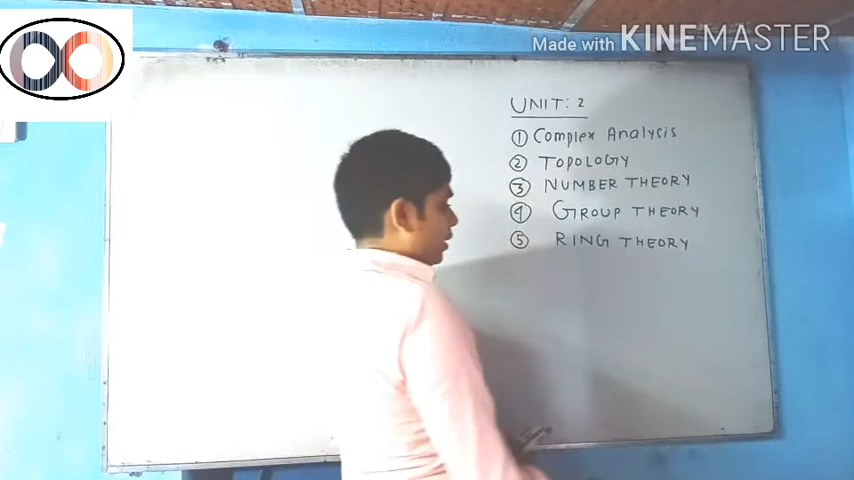 Made with KINEMASTER
UNIT: 2
① Complex Analysis
② TOPOLOGY
③ NUMBER THEORY
④ GROUP THEORY
⑤ RING THEORY